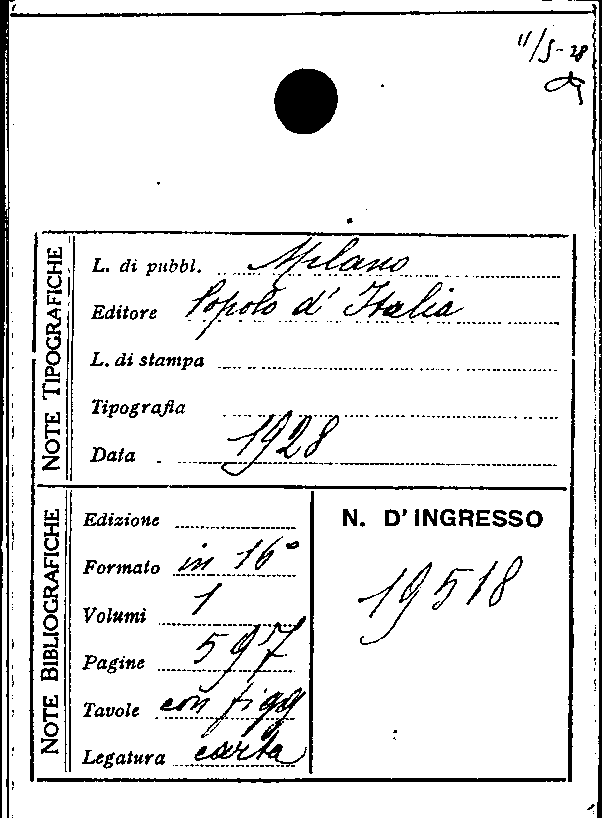 11/5-28
NOTE TIPOGRAFICHE
L. di pubbl. Milano
Editore Popolo d' Italia
L. di stampa
Tipografia
Data 1928
NOTE BIBLIOGRAFICHE
Edizione
Formato in 16°
Volumi 1
Pagine 597
Tavole con figg
Legatura carta
N. D'INGRESSO
19518